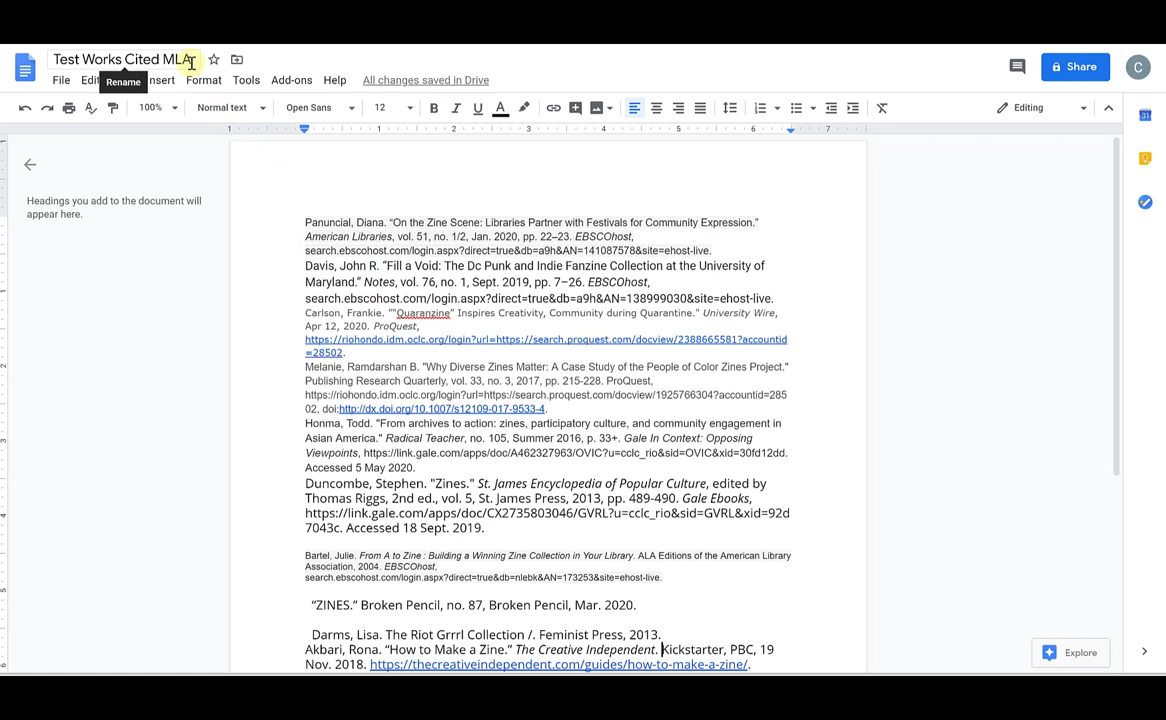 Test Works Cited MLA
File Edit Insert Format Tools Add-ons Help All changes saved in Drive
Rename
Share
C
100% Normal text Open Sans 12 B I U A Editing
1 1 2 3 4 5 6 7
31
Headings you add to the document will
appear here.
Panuncial, Diana. “On the Zine Scene: Libraries Partner with Festivals for Community Expression.”
American Libraries, vol. 51, no. 1/2, Jan. 2020, pp. 22–23. EBSCOhost,
search.ebscohost.com/login.aspx?direct=true&db=a9h&AN=141087578&site=ehost-live.
Davis, John R. “Fill a Void: The Dc Punk and Indie Fanzine Collection at the University of
Maryland.” Notes, vol. 76, no. 1, Sept. 2019, pp. 7–26. EBSCOhost,
search.ebscohost.com/login.aspx?direct=true&db=a9h&AN=138999030&site=ehost-live.
Carlson, Frankie. "“Quaranzine” Inspires Creativity, Community during Quarantine." University Wire,
Apr 12, 2020. ProQuest,
https://riohondo.idm.oclc.org/login?url=https://search.proquest.com/docview/2388665581?accountid
=28502.
Melanie, Ramdarshan B. "Why Diverse Zines Matter: A Case Study of the People of Color Zines Project."
Publishing Research Quarterly, vol. 33, no. 3, 2017, pp. 215-228. ProQuest,
https://riohondo.idm.oclc.org/login?url=https://search.proquest.com/docview/1925766304?accountid=285
02, doi:http://dx.doi.org/10.1007/s12109-017-9533-4.
Honma, Todd. "From archives to action: zines, participatory culture, and community engagement in
Asian America." Radical Teacher, no. 105, Summer 2016, p. 33+. Gale In Context: Opposing
Viewpoints, https://link.gale.com/apps/doc/A462327963/OVIC?u=cclc_rio&sid=OVIC&xid=30fd12dd.
Accessed 5 May 2020.
Duncombe, Stephen. "Zines." St. James Encyclopedia of Popular Culture, edited by
Thomas Riggs, 2nd ed., vol. 5, St. James Press, 2013, pp. 489-490. Gale Ebooks,
https://link.gale.com/apps/doc/CX2735803046/GVRL?u=cclc_rio&sid=GVRL&xid=92d
7043c. Accessed 18 Sept. 2019.
Bartel, Julie. From A to Zine : Building a Winning Zine Collection in Your Library. ALA Editions of the American Library
Association, 2004. EBSCOhost,
search.ebscohost.com/login.aspx?direct=true&db=nlebk&AN=173253&site=ehost-live.
“ZINES.” Broken Pencil, no. 87, Broken Pencil, Mar. 2020.
Darms, Lisa. The Riot Grrrl Collection /. Feminist Press, 2013.
Akbari, Rona. “How to Make a Zine.” The Creative Independent. Kickstarter, PBC, 19
Nov. 2018. https://thecreativeindependent.com/guides/how-to-make-a-zine/.
Explore